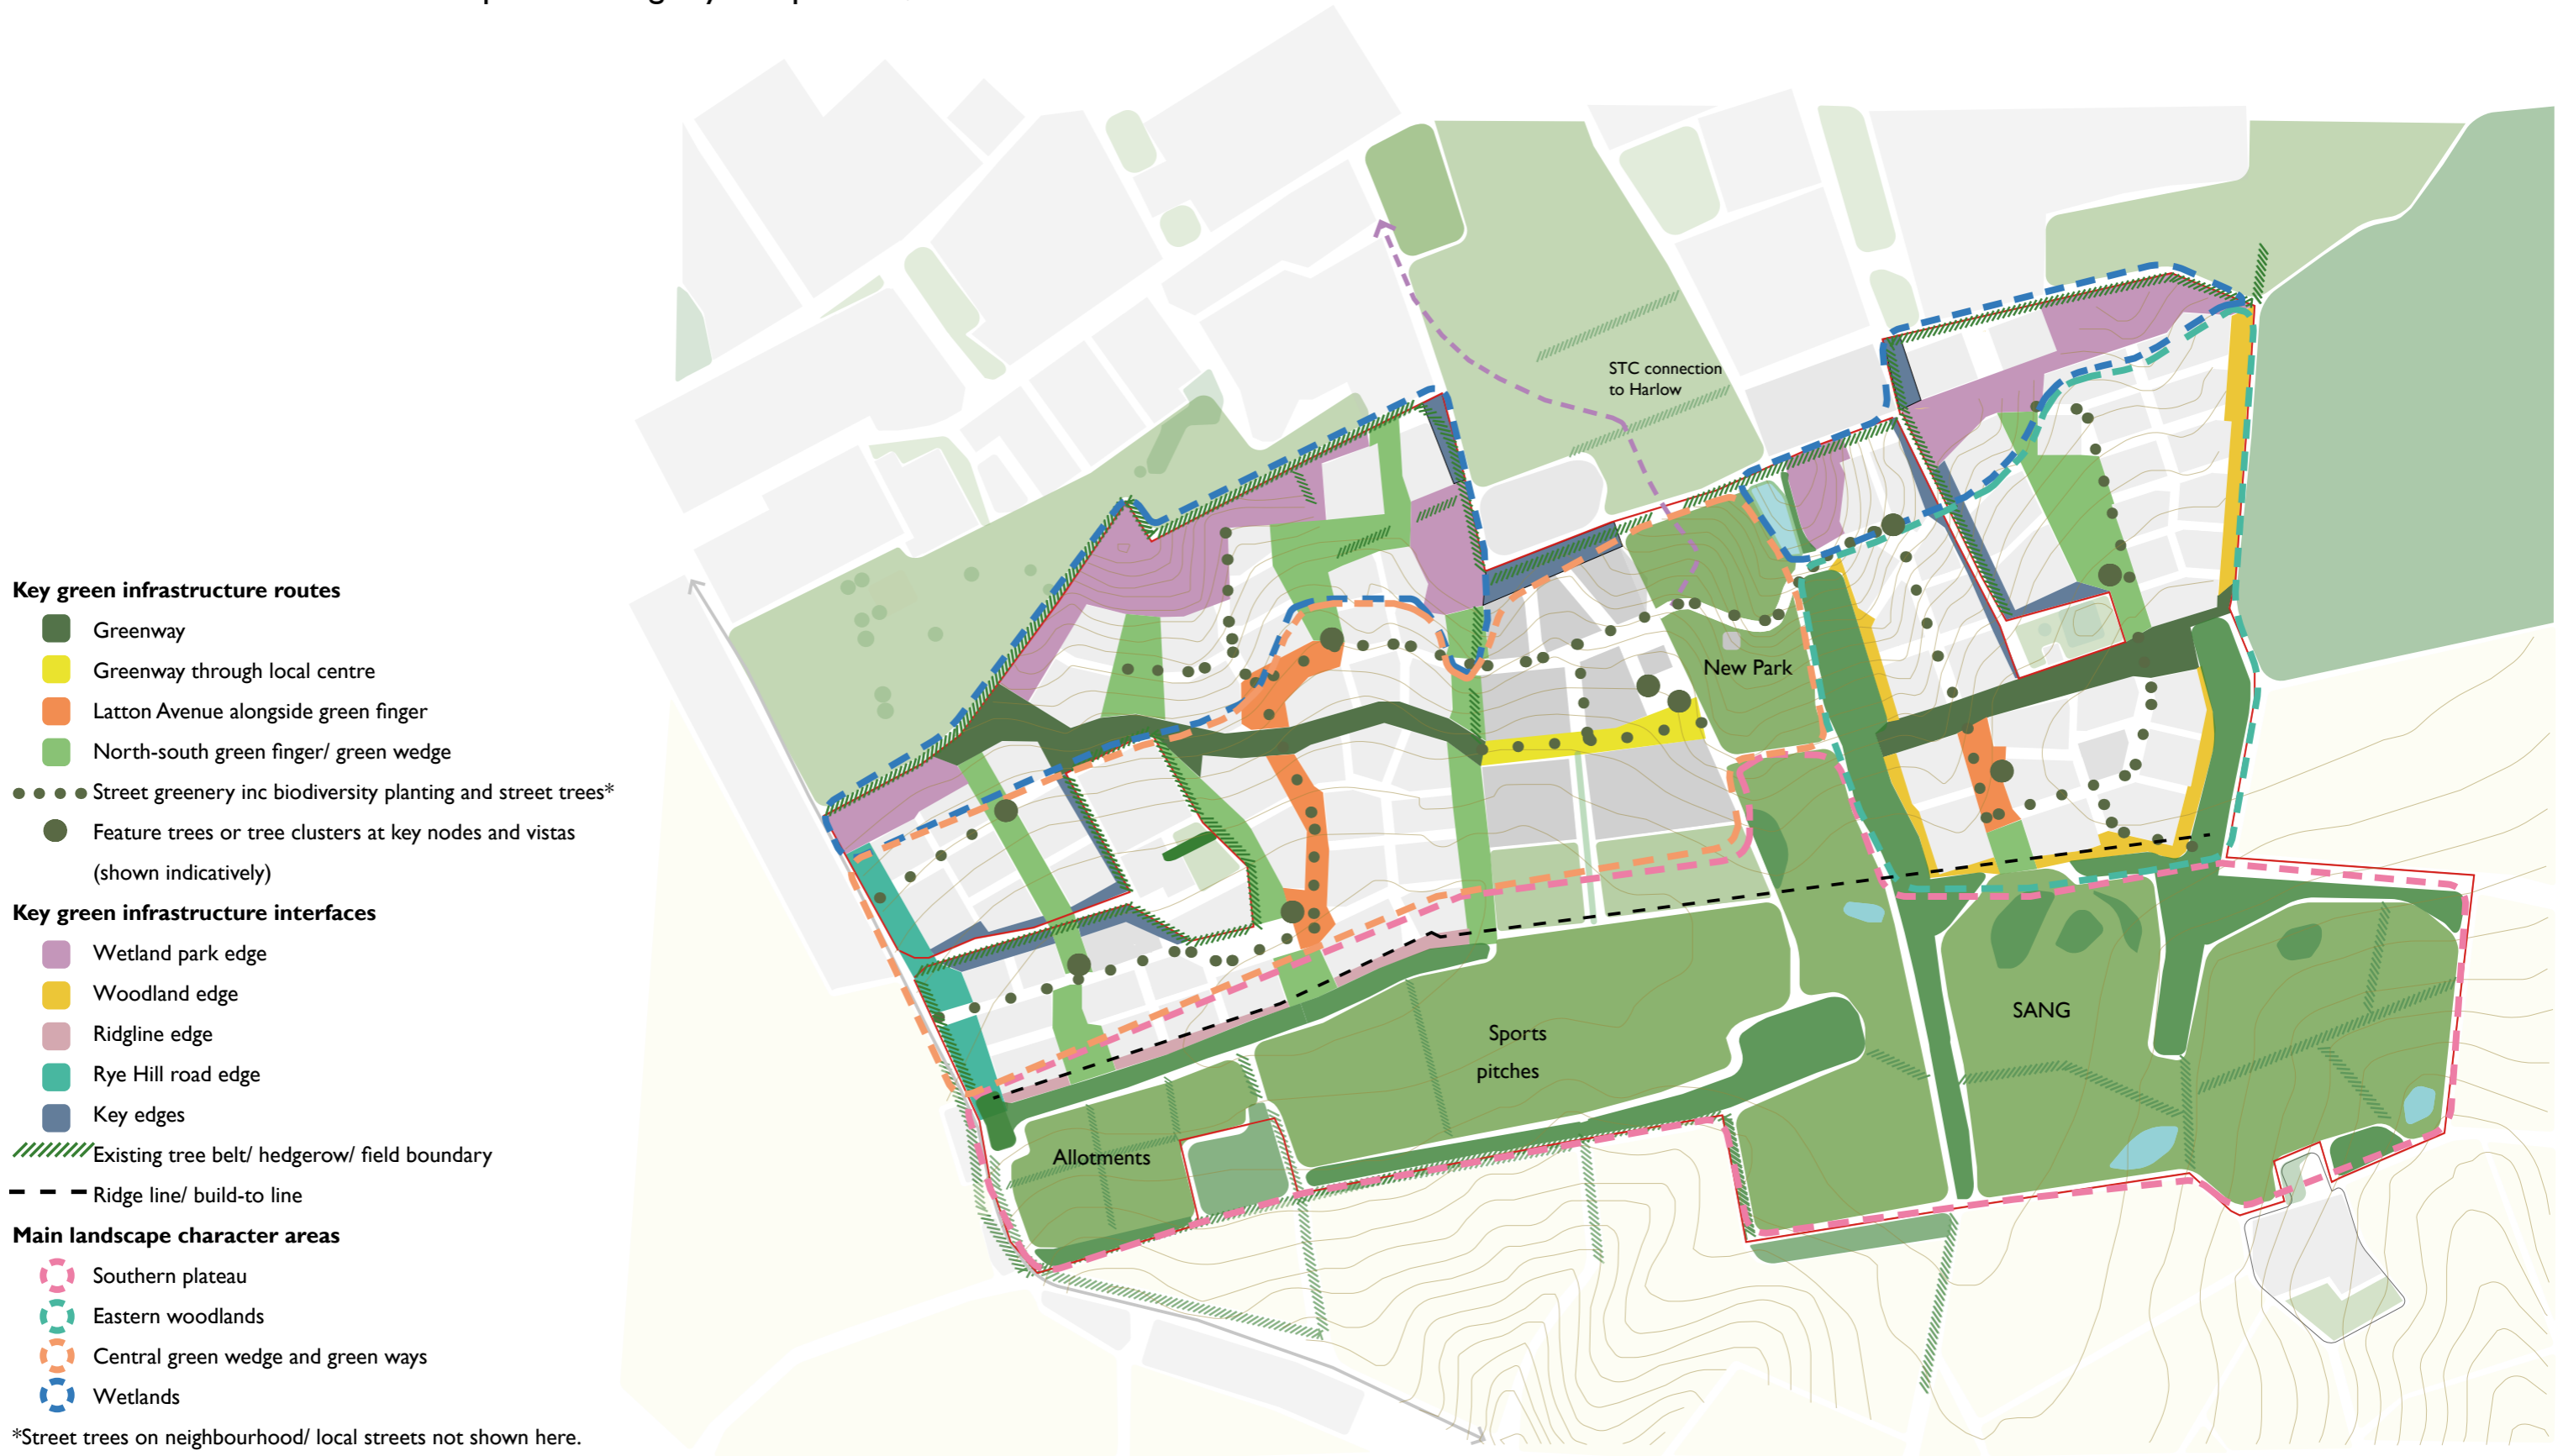 Key green infrastructure routes
Greenway
Greenway through local centre
Latton Avenue alongside green finger
North-south green finger/ green wedge
Street greenery inc biodiversity planting and street trees*
Feature trees or tree clusters at key nodes and vistas
(shown indicatively)
Key green infrastructure interfaces
Wetland park edge
Woodland edge
Ridgline edge
Rye Hill road edge
Key edges
Existing tree belt/ hedgerow/ field boundary
Ridge line/ build-to line
Main landscape character areas
Southern plateau
Eastern woodlands
Central green wedge and green ways
Wetlands
*Street trees on neighbourhood/ local streets not shown here.
STC connection
to Harlow
New Park
Sports
pitches
SANG
Allotments